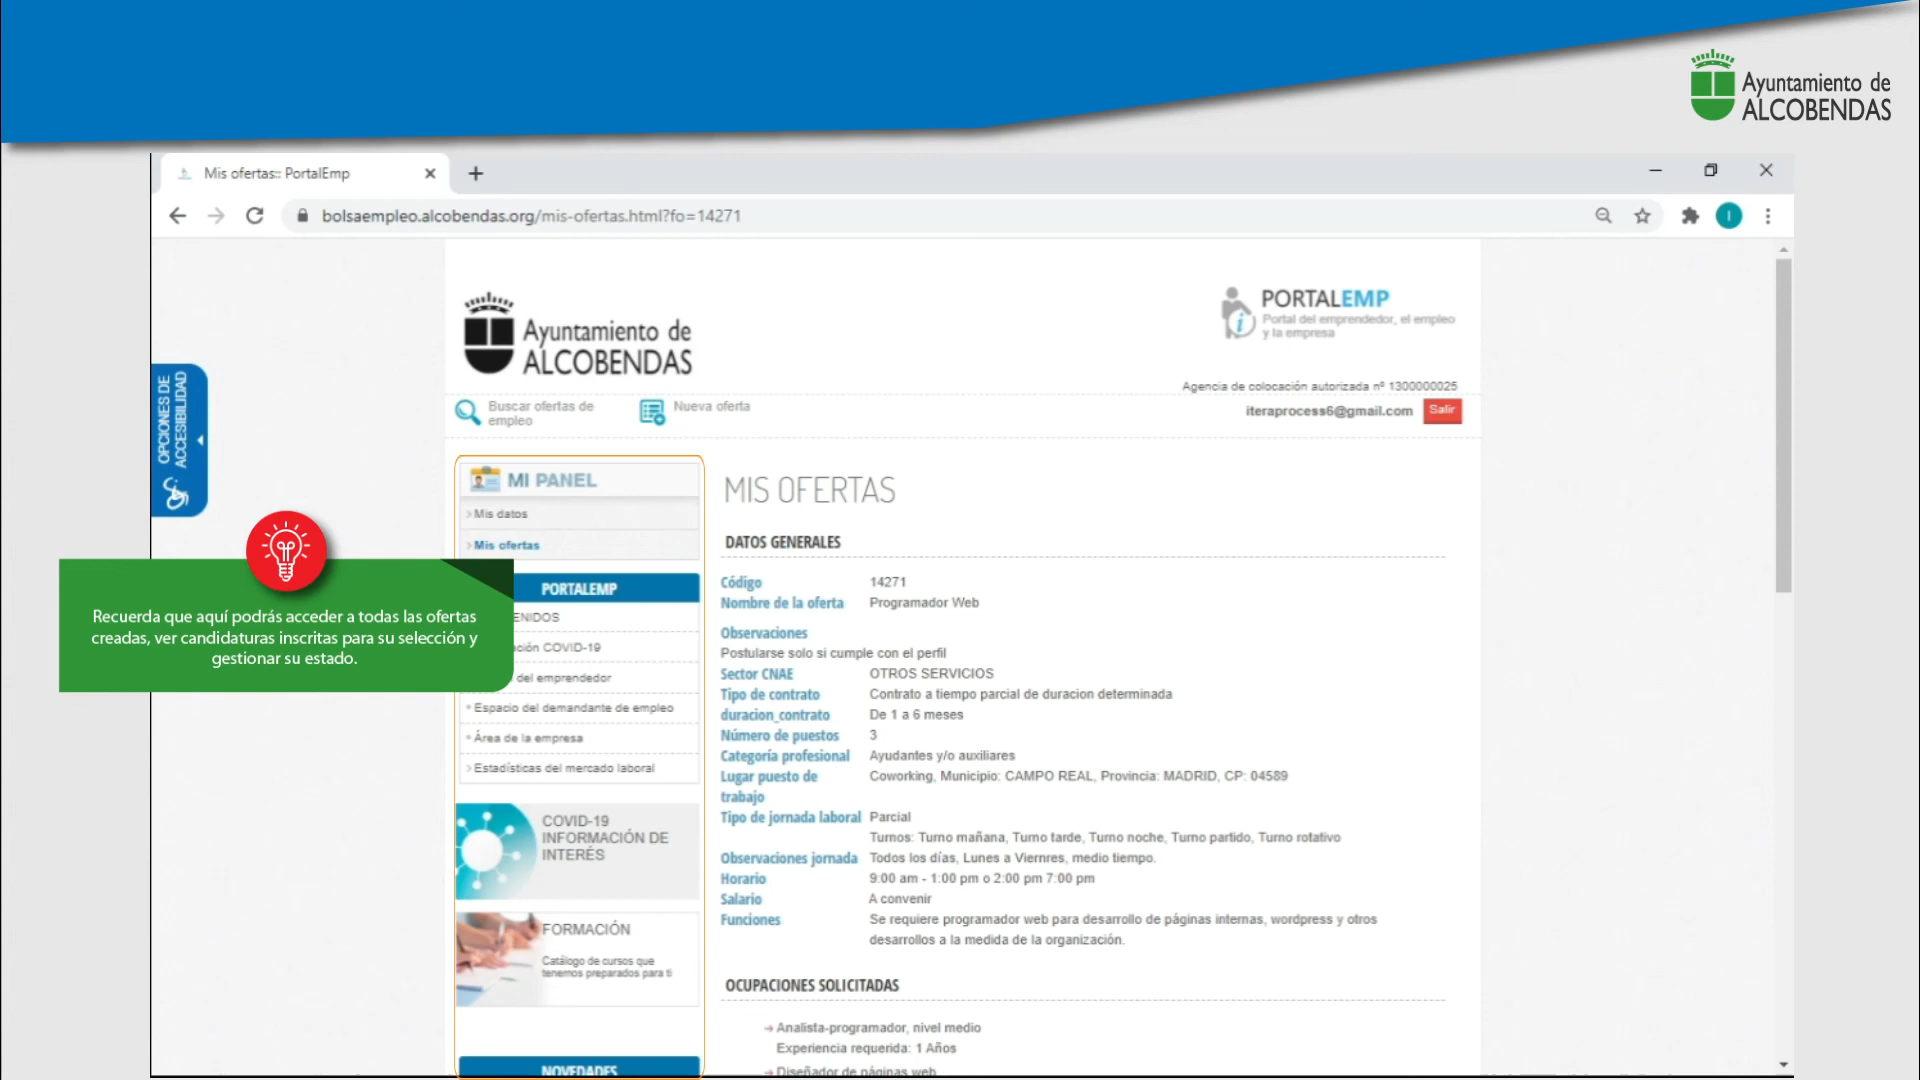 Ayuntamiento de
ALCOBENDAS
Mis ofertas:: PortalEmp
bolsaempleo.alcobendas.org/mis-ofertas.html?fo=14271
I
Ayuntamiento de
ALCOBENDAS
PORTALEMP
Portal del emprendedor, el empleo
y la empresa
Agencia de colocación autorizada nº 1300000025
Buscar ofertas de
empleo
Nueva oferta
iteraprocess6@gmail.com
Salir
OPCIONES DE
ACCESIBILIDAD
MI PANEL
Mis datos
Mis ofertas
PORTALEMP
ENIDOS
ión COVID-19
del emprendedor
Espacio del demandante de empleo
Área de la empresa
Estadísticas del mercado laboral
Recuerda que aquí podrás acceder a todas las ofertas
creadas, ver candidaturas inscritas para su selección y
gestionar su estado.
COVID-19
INFORMACIÓN DE
INTERÉS
FORMACIÓN
Catálogo de cursos que
tenemos preparados para ti
NOVEDADES
MIS OFERTAS
DATOS GENERALES
Código 14271
Nombre de la oferta Programador Web
Observaciones
Postularse solo si cumple con el perfil
Sector CNAE OTROS SERVICIOS
Tipo de contrato Contrato a tiempo parcial de duracion determinada
duracion_contrato De 1 a 6 meses
Número de puestos 3
Categoría profesional Ayudantes y/o auxiliares
Lugar puesto de trabajo Coworking, Municipio: CAMPO REAL, Provincia: MADRID, CP: 04589
Tipo de jornada laboral Parcial
Turnos: Turno mañana, Turno tarde, Turno noche, Turno partido, Turno rotativo
Observaciones jornada Todos los días, Lunes a Viernres, medio tiempo.
Horario 9:00 am - 1:00 pm o 2:00 pm 7:00 pm
Salario A convenir
Funciones Se requiere programador web para desarrollo de páginas internas, wordpress y otros
desarrollos a la medida de la organización.
OCUPACIONES SOLICITADAS
Analista-programador, nivel medio
Experiencia requerida: 1 Años
Diseñador de páginas web